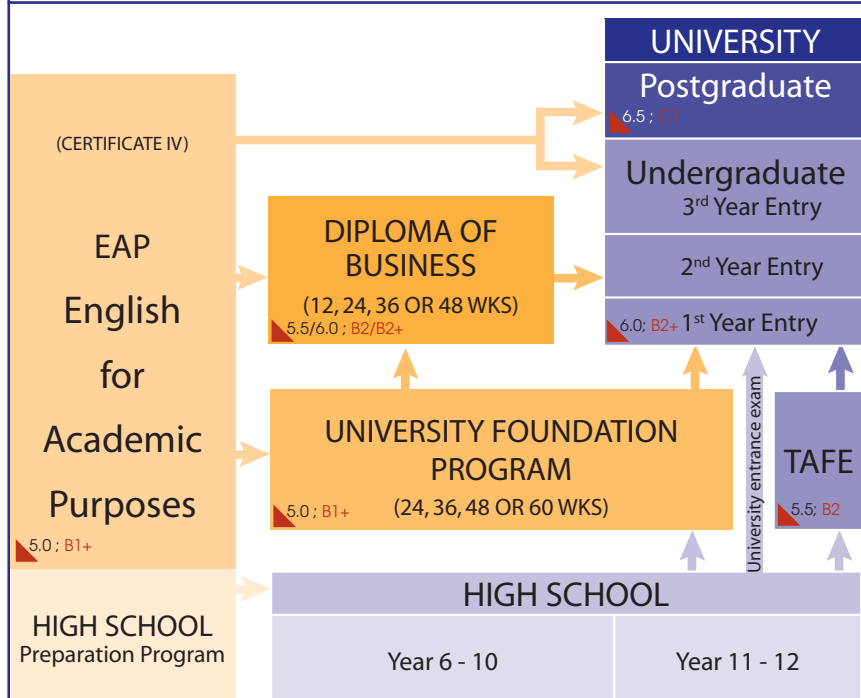 UNIVERSITY
Postgraduate
6.5 ; C1
(CERTIFICATE IV)
Undergraduate
3rd Year Entry
2nd Year Entry
6.0; B2+ 1st Year Entry
EAP
English
for
Academic
Purposes
5.0 ; B1+
DIPLOMA OF
BUSINESS
(12, 24, 36 OR 48 WKS)
5.5/6.0 ; B2/B2+
UNIVERSITY FOUNDATION
PROGRAM
(24, 36, 48 OR 60 WKS)
5.0 ; B1+
University entrance exam
TAFE
5.5; B2
HIGH SCHOOL
Preparation Program
HIGH SCHOOL
Year 6 - 10
Year 11 - 12